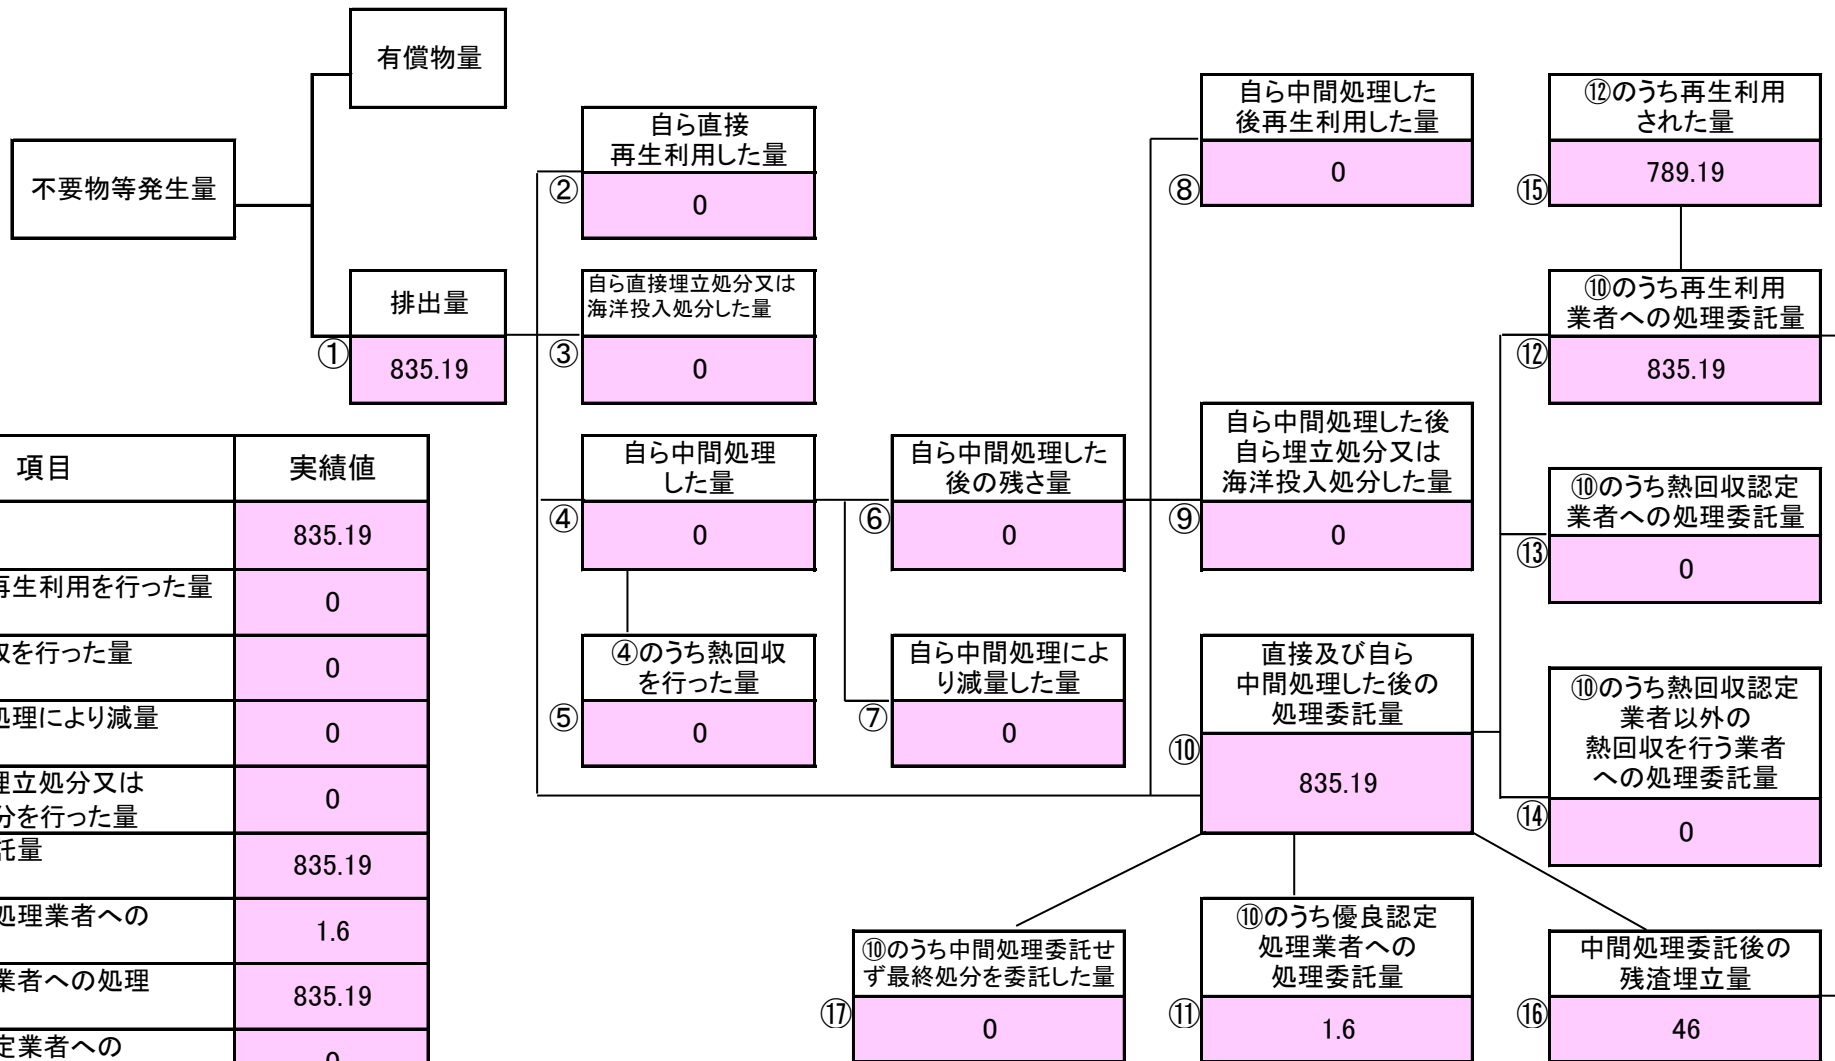 有償物量
不要物等発生量
排出量
①
835.19
自ら直接
再生利用した量
②
0
自ら直接埋立処分又は
海洋投入処分した量
③
0
自ら中間処理
した量
④
0
④のうち熱回収
を行った量
⑤
0
自ら中間処理した
後の残さ量
⑥
0
自ら中間処理によ
り減量した量
⑦
0
自ら中間処理した
後再生利用した量
⑧
0
自ら中間処理した後
自ら埋立処分又は
海洋投入処分した量
⑨
0
直接及び自ら
中間処理した後の
処理委託量
⑩
835.19
⑫のうち再生利用
された量
⑮
789.19
⑩のうち再生利用
業者への処理委託量
⑫
835.19
⑩のうち熱回収認定
業者への処理委託量
⑬
0
⑩のうち熱回収認定
業者以外の
熱回収を行う業者
への処理委託量
⑭
0
⑩のうち中間処理委託せ
ず最終処分を委託した量
⑰
0
⑩のうち優良認定
処理業者への
処理委託量
⑪
1.6
中間処理委託後の
残渣埋立量
⑯
46
項目 実績値
835.19
再生利用を行った量
0
収を行った量
0
処理により減量
0
埋立処分又は
分を行った量
0
託量
835.19
処理業者への
1.6
業者への処理
835.19
定業者への
0